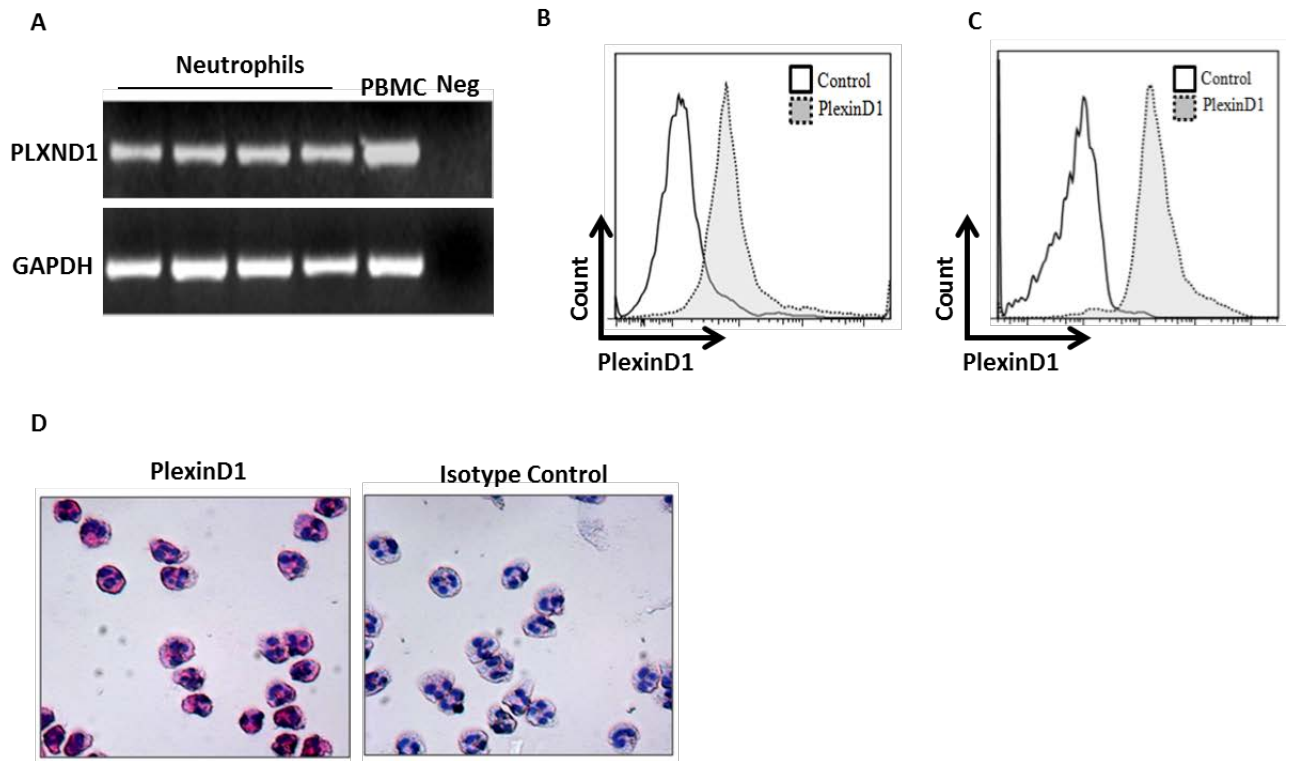 A
Neutrophils
PBMC Neg
PLXND1
GAPDH
B
Control
PlexinD1
Count
PlexinD1
C
Control
PlexinD1
Count
PlexinD1
D
PlexinD1
Isotype Control